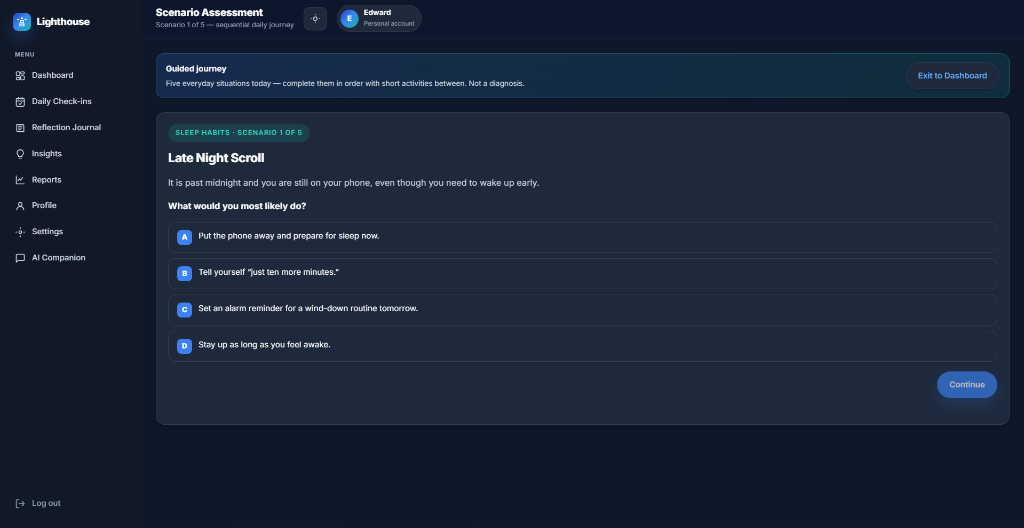 Lighthouse
MENU
Dashboard
Daily Check-ins
Reflection Journal
Insights
Reports
Profile
Settings
AI Companion
Log out
Scenario Assessment
Scenario 1 of 5 — sequential daily journey
E
Edward
Personal account
Guided journey
Five everyday situations today — complete them in order with short activities between. Not a diagnosis.
Exit to Dashboard
SLEEP HABITS · SCENARIO 1 OF 5
Late Night Scroll
It is past midnight and you are still on your phone, even though you need to wake up early.
What would you most likely do?
A Put the phone away and prepare for sleep now.
B Tell yourself “just ten more minutes.”
C Set an alarm reminder for a wind-down routine tomorrow.
D Stay up as long as you feel awake.
Continue